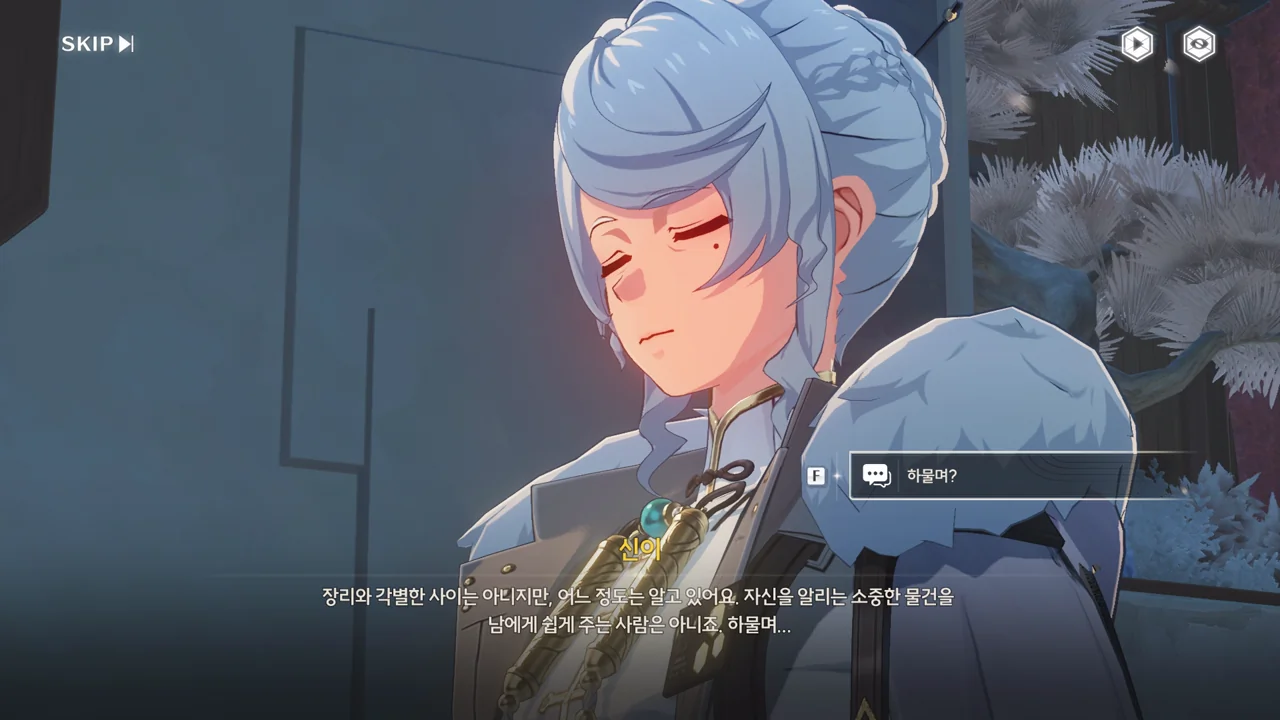 SKIP
F
하물며?
신이
장리와 각별한 사이는 아니지만, 어느 정도는 알고 있어요. 자신을 알리는 소중한 물건을
남에게 쉽게 주는 사람은 아니죠. 하물며...